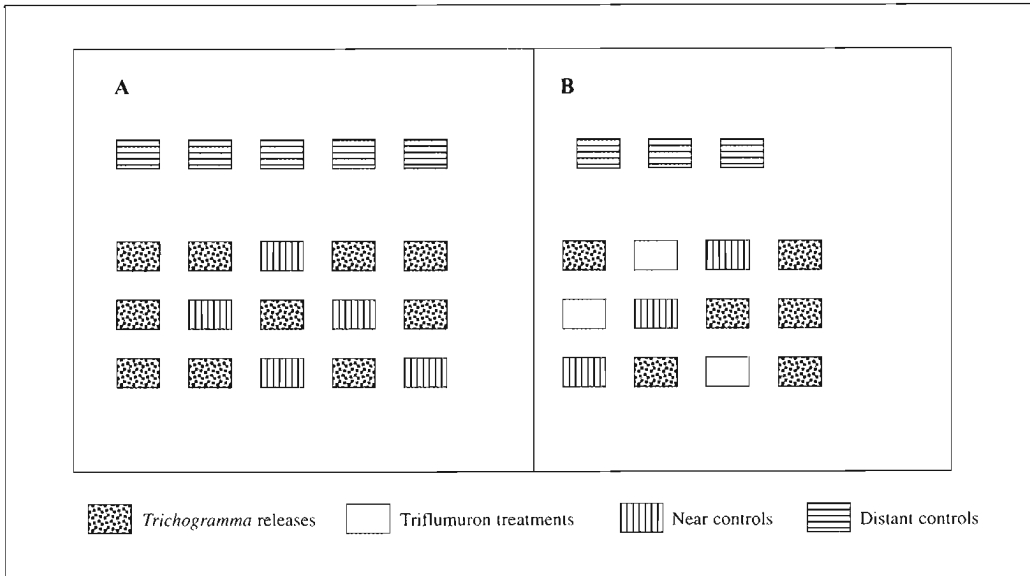 A
B
Trichogramma releases
Triflumuron treatments
Near controls
Distant controls